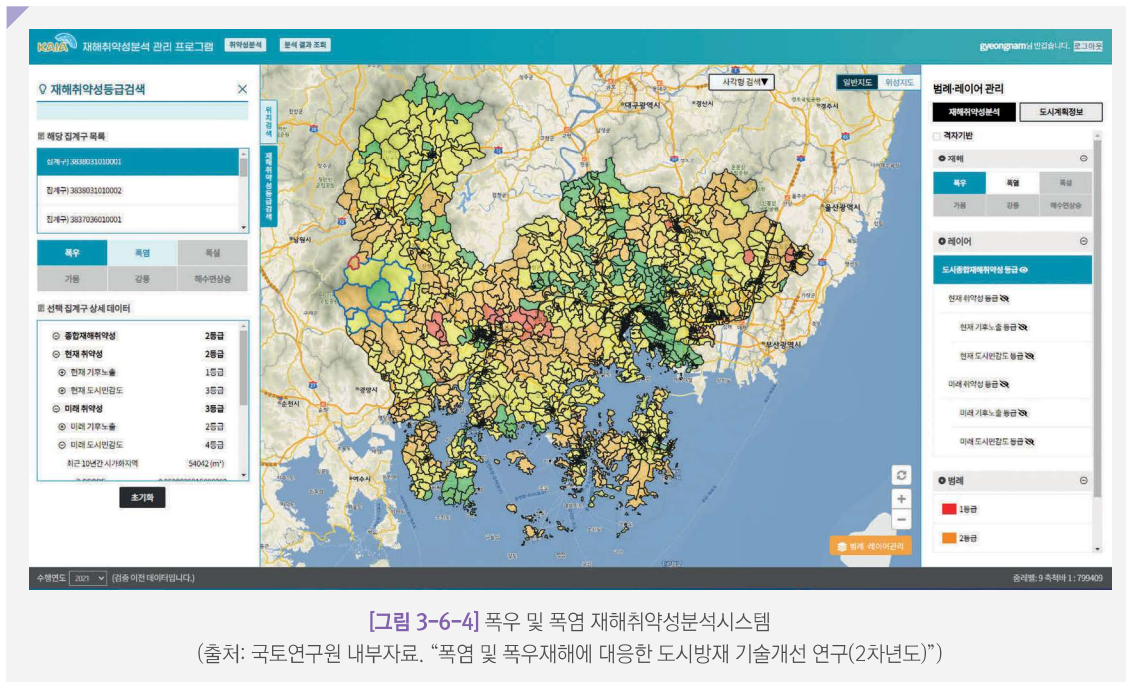 KAIA 재해취약성분석 관리 프로그램 취약성분석 분석 결과 조회
gyeongnam님 반갑습니다. 로그아웃
재해취약성등급검색
해당 집계구 목록
집계구) 3838031010001
집계구) 3838031010002
집계구) 3837036010001
폭우 폭염 폭설
가뭄 강풍 해수면상승
선택 집계구 상세 데이터
종합재해취약성 2등급
현재 취약성 2등급
현재 기후노출 1등급
현재 도시민감도 3등급
미래 취약성 3등급
미래 기후노출 2등급
미래 도시민감도 4등급
최근 10년간 시가화지역 54042 (m²)
초기화
위치검색
재해취약성등급검색
사각형 검색▼
일반지도 위성지도
대구광역시
경산시
경주시
울산광역시
부산광역시
남원시
광양시
순천시
여수시
범례·레이어관리
범례·레이어 관리
재해취약성분석 도시계획정보
격자기반
재해
폭우 폭염 폭설
가뭄 강풍 해수면상승
레이어
도시종합재해취약성 등급
현재 취약성 등급
현재 기후노출 등급
현재 도시민감도 등급
미래 취약성 등급
미래 기후노출 등급
미래 도시민감도 등급
범례
1등급
2등급
수행연도 2021 (검증 이전 데이터입니다.)
줌레벨: 9 축척바 1 : 799409
[그림 3-6-4] 폭우 및 폭염 재해취약성분석시스템
(출처: 국토연구원 내부자료. “폭염 및 폭우재해에 대응한 도시방재 기술개선 연구(2차년도)”)